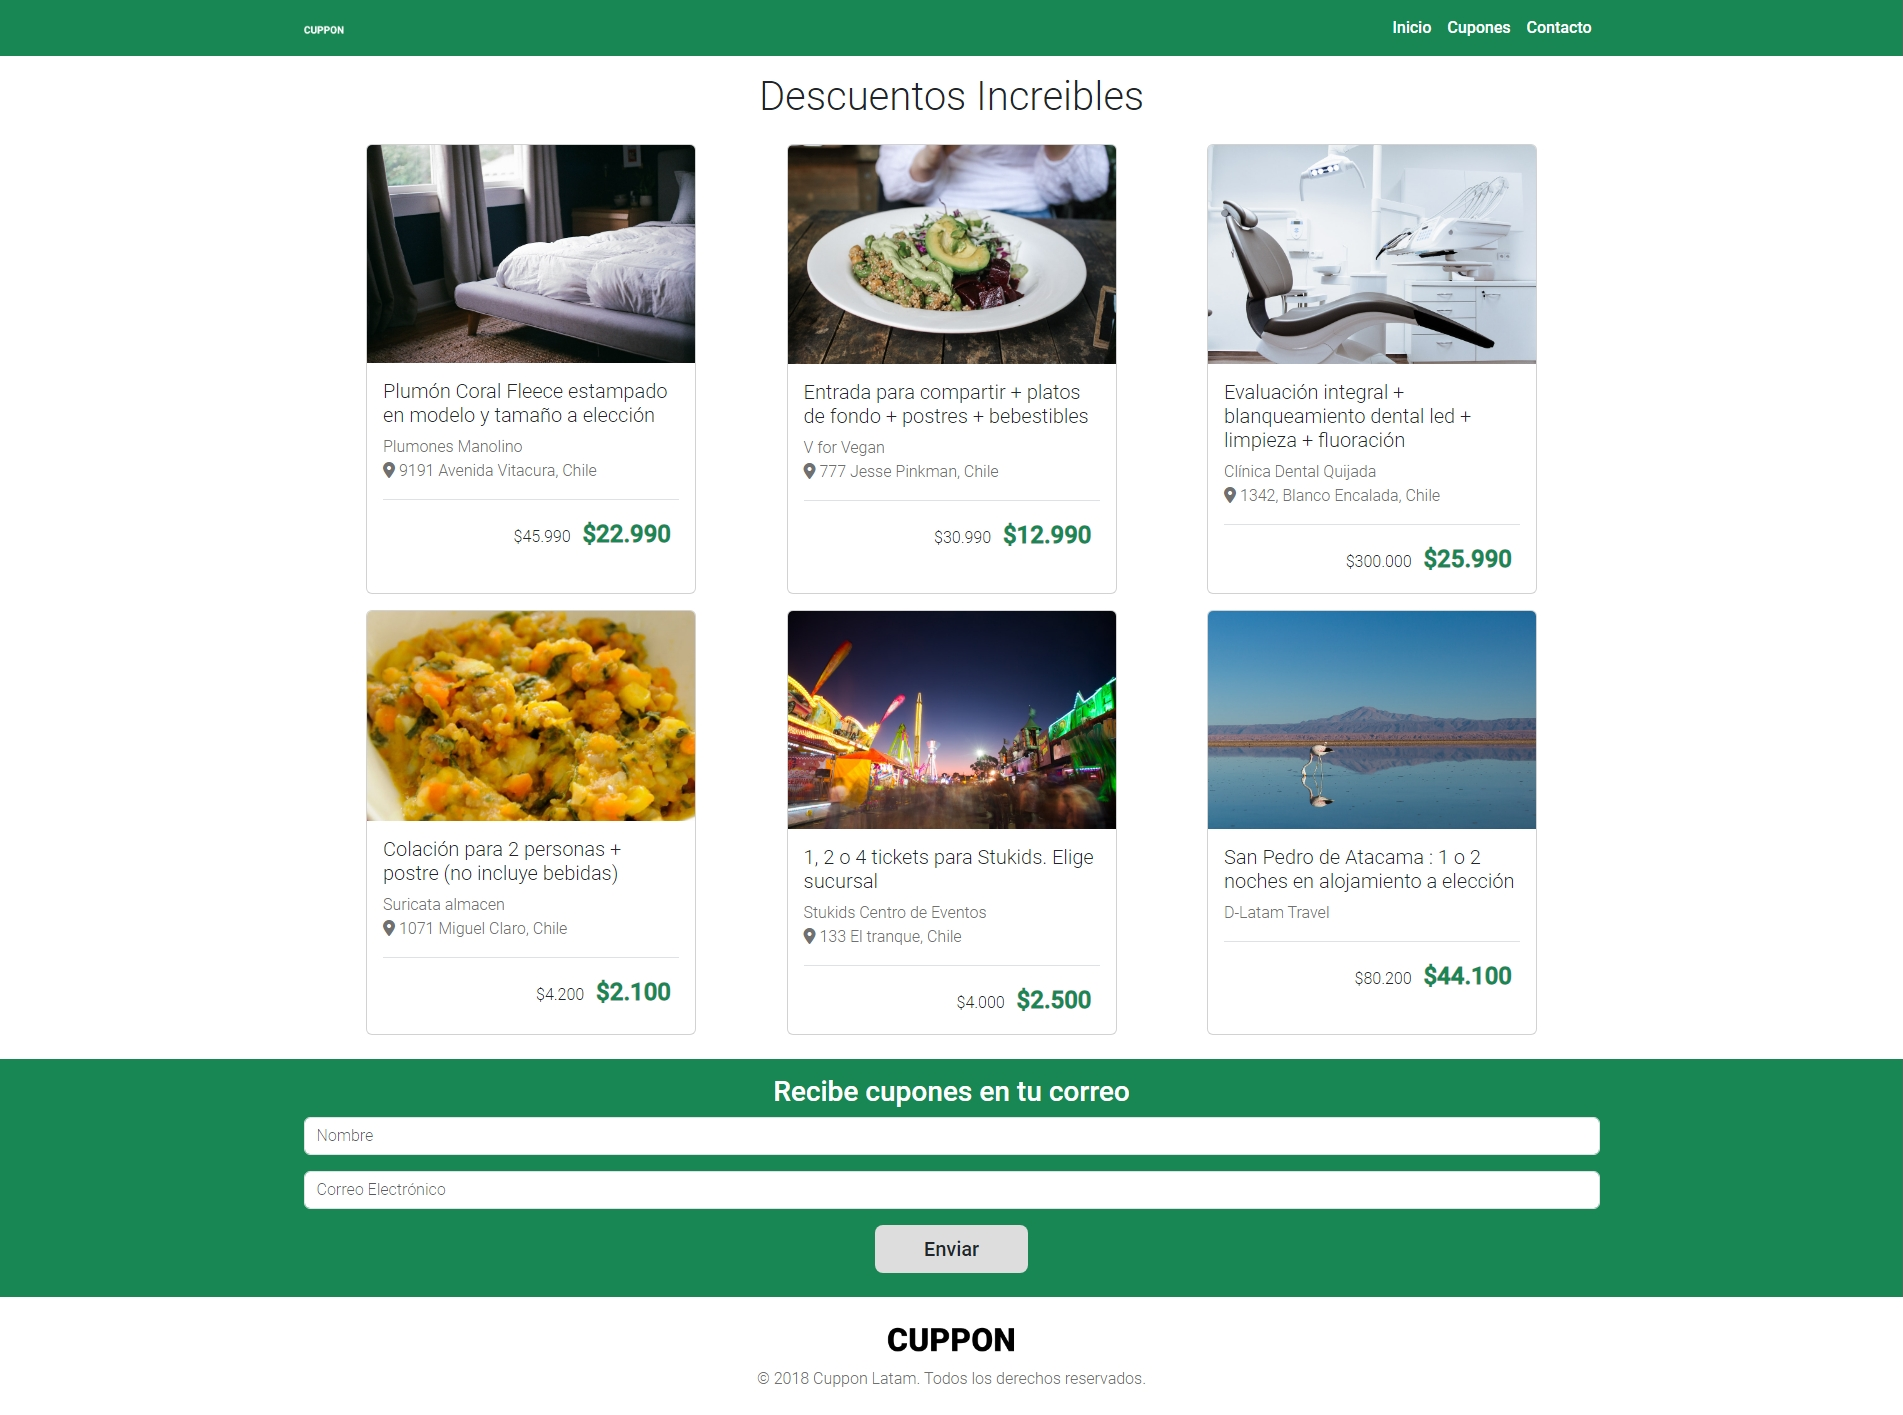 CUPPON
Inicio Cupones Contacto
Descuentos Increibles
Plumón Coral Fleece estampado
en modelo y tamaño a elección
Plumones Manolino
9191 Avenida Vitacura, Chile
$45.990 $22.990
Entrada para compartir + platos
de fondo + postres + bebestibles
V for Vegan
777 Jesse Pinkman, Chile
$30.990 $12.990
Evaluación integral +
blanqueamiento dental led +
limpieza + fluoración
Clínica Dental Quijada
1342, Blanco Encalada, Chile
$300.000 $25.990
Colación para 2 personas +
postre (no incluye bebidas)
Suricata almacen
1071 Miguel Claro, Chile
$4.200 $2.100
1, 2 o 4 tickets para Stukids. Elige
sucursal
Stukids Centro de Eventos
133 El tranque, Chile
$4.000 $2.500
San Pedro de Atacama : 1 o 2
noches en alojamiento a elección
D-Latam Travel
$80.200 $44.100
Recibe cupones en tu correo
Nombre
Correo Electrónico
Enviar
CUPPON
© 2018 Cuppon Latam. Todos los derechos reservados.